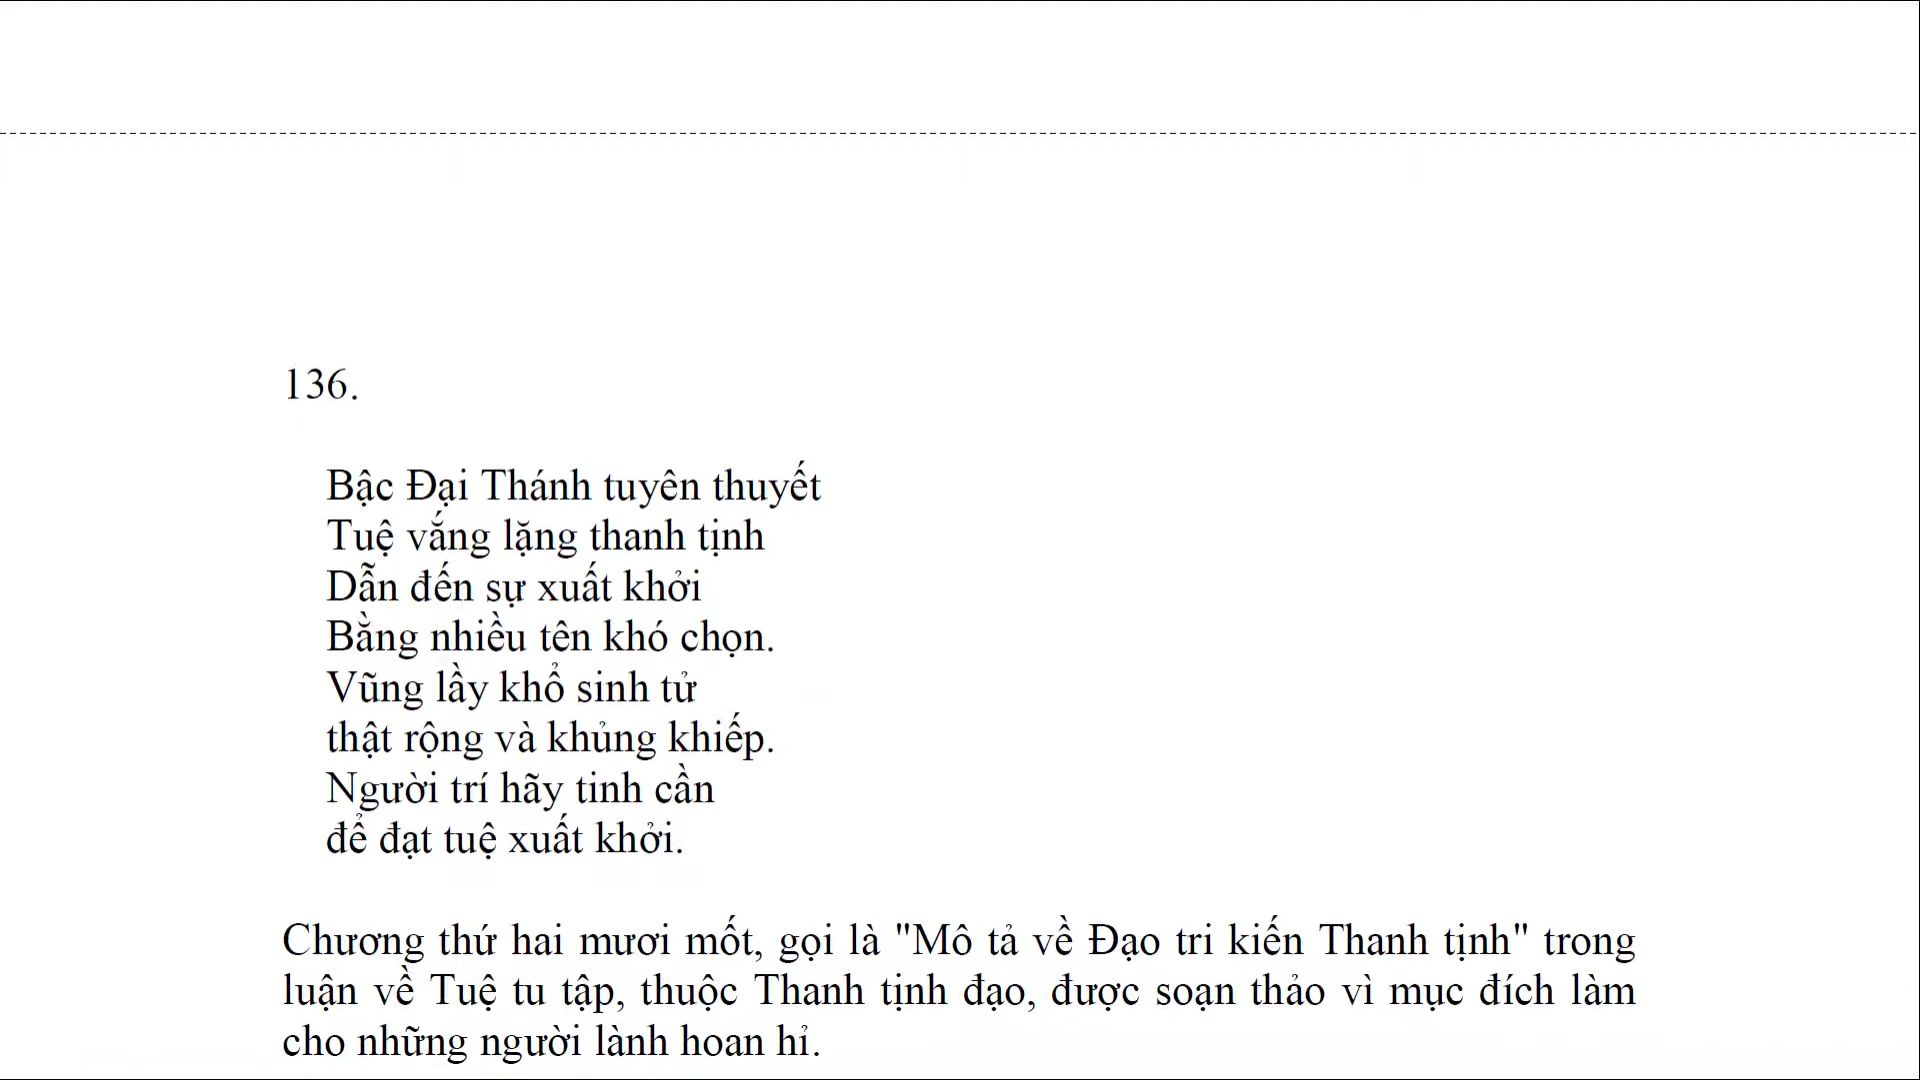 136.
Bậc Đại Thánh tuyên thuyết
Tuệ vắng lặng thanh tịnh
Dẫn đến sự xuất khởi
Bằng nhiều tên khó chọn.
Vũng lầy khổ sinh tử
thật rộng và khủng khiếp.
Người trí hãy tinh cần
để đạt tuệ xuất khởi.
Chương thứ hai mươi mốt, gọi là "Mô tả về Đạo tri kiến Thanh tịnh" trong
luận về Tuệ tu tập, thuộc Thanh tịnh đạo, được soạn thảo vì mục đích làm
cho những người lành hoan hỉ.